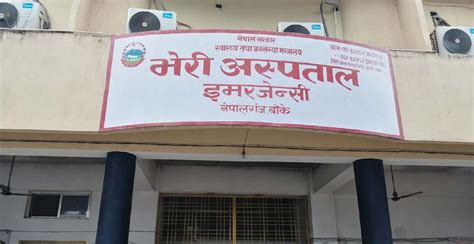 नेपाल सरकार
स्वास्थ्य तथा जनसंख्या मन्त्रालय
भेरी अस्पताल
इमरजेन्सी
नेपालगंज, बाँके